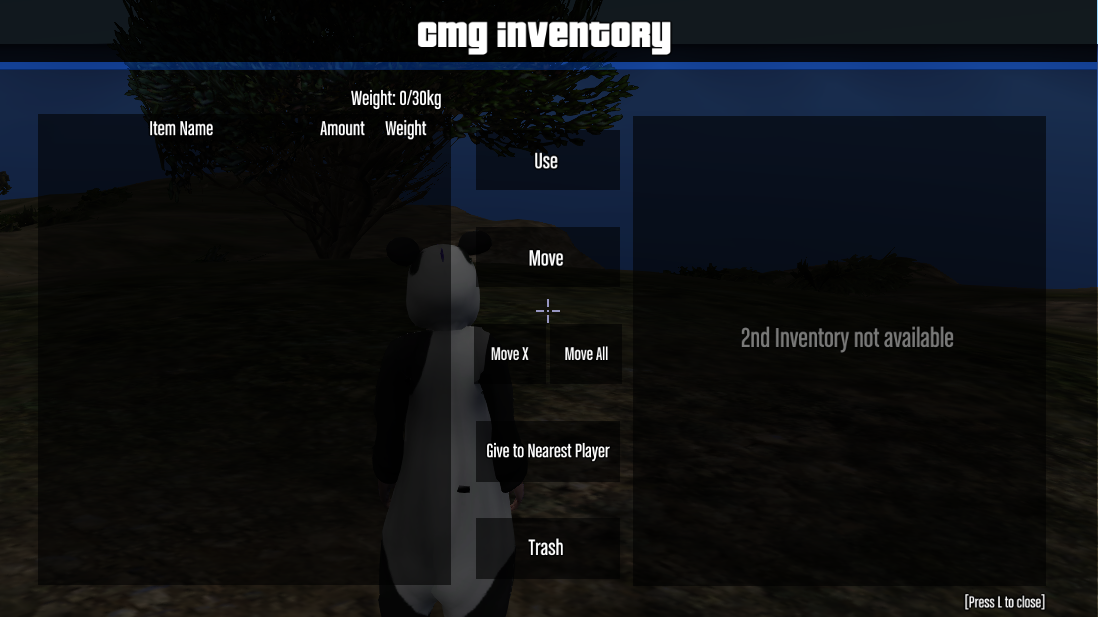 cmg inventory
Weight: 0/30kg
Item Name Amount Weight
Use
Move
Move X Move All
Give to Nearest Player
Trash
2nd Inventory not available
[Press L to close]